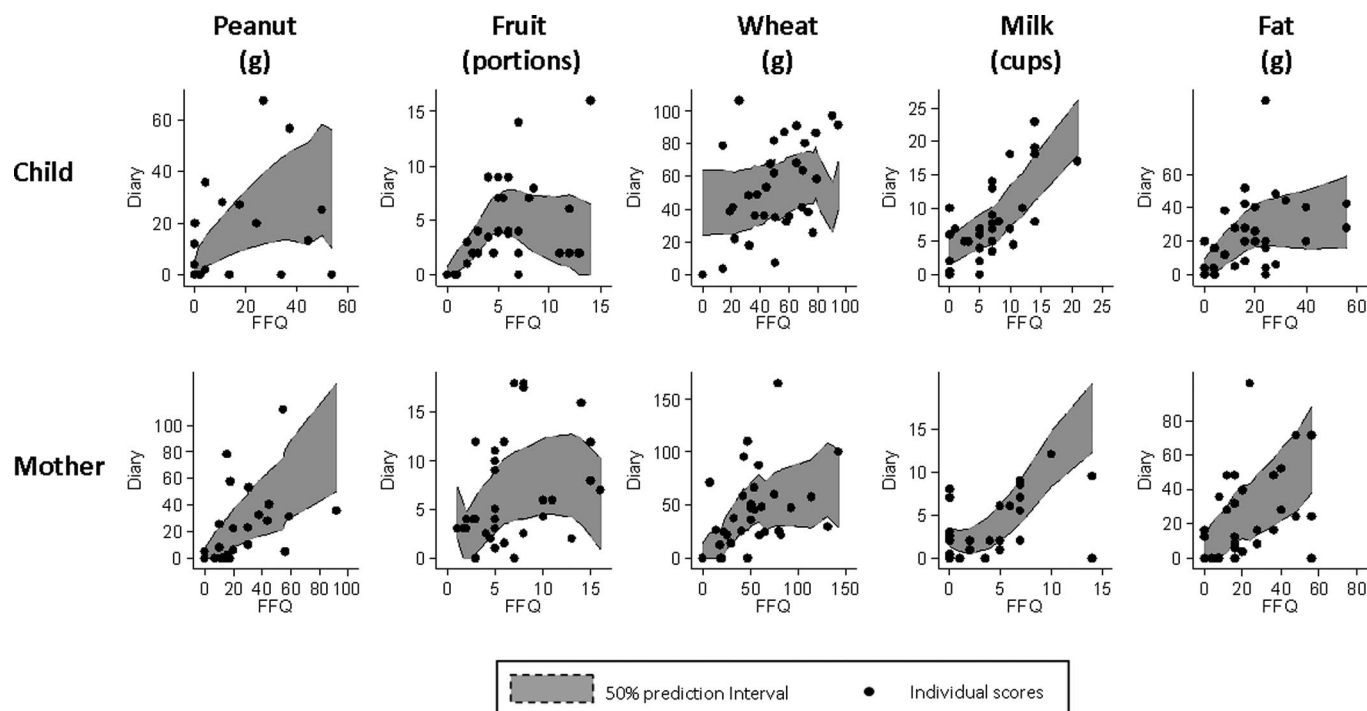 Peanut
(g)
Fruit
(portions)
Wheat
(g)
Milk
(cups)
Fat
(g)
Child
Diary
60
40
20
0
0 20 40 60
FFQ
Diary
15
10
5
0
0 5 10 15
FFQ
Diary
100
80
60
40
20
0
0 20 40 60 80 100
FFQ
Diary
25
20
15
10
5
0
0 5 10 15 20 25
FFQ
Diary
60
40
20
0
0 20 40 60
FFQ
Mother
Diary
100
80
60
40
20
0
0 20 40 60 80 100
FFQ
Diary
15
10
5
0
0 5 10 15
FFQ
Diary
150
100
50
0
0 50 100 150
FFQ
Diary
15
10
5
0
0 5 10 15
FFQ
Diary
80
60
40
20
0
0 20 40 60 80
FFQ
50% prediction Interval
Individual scores